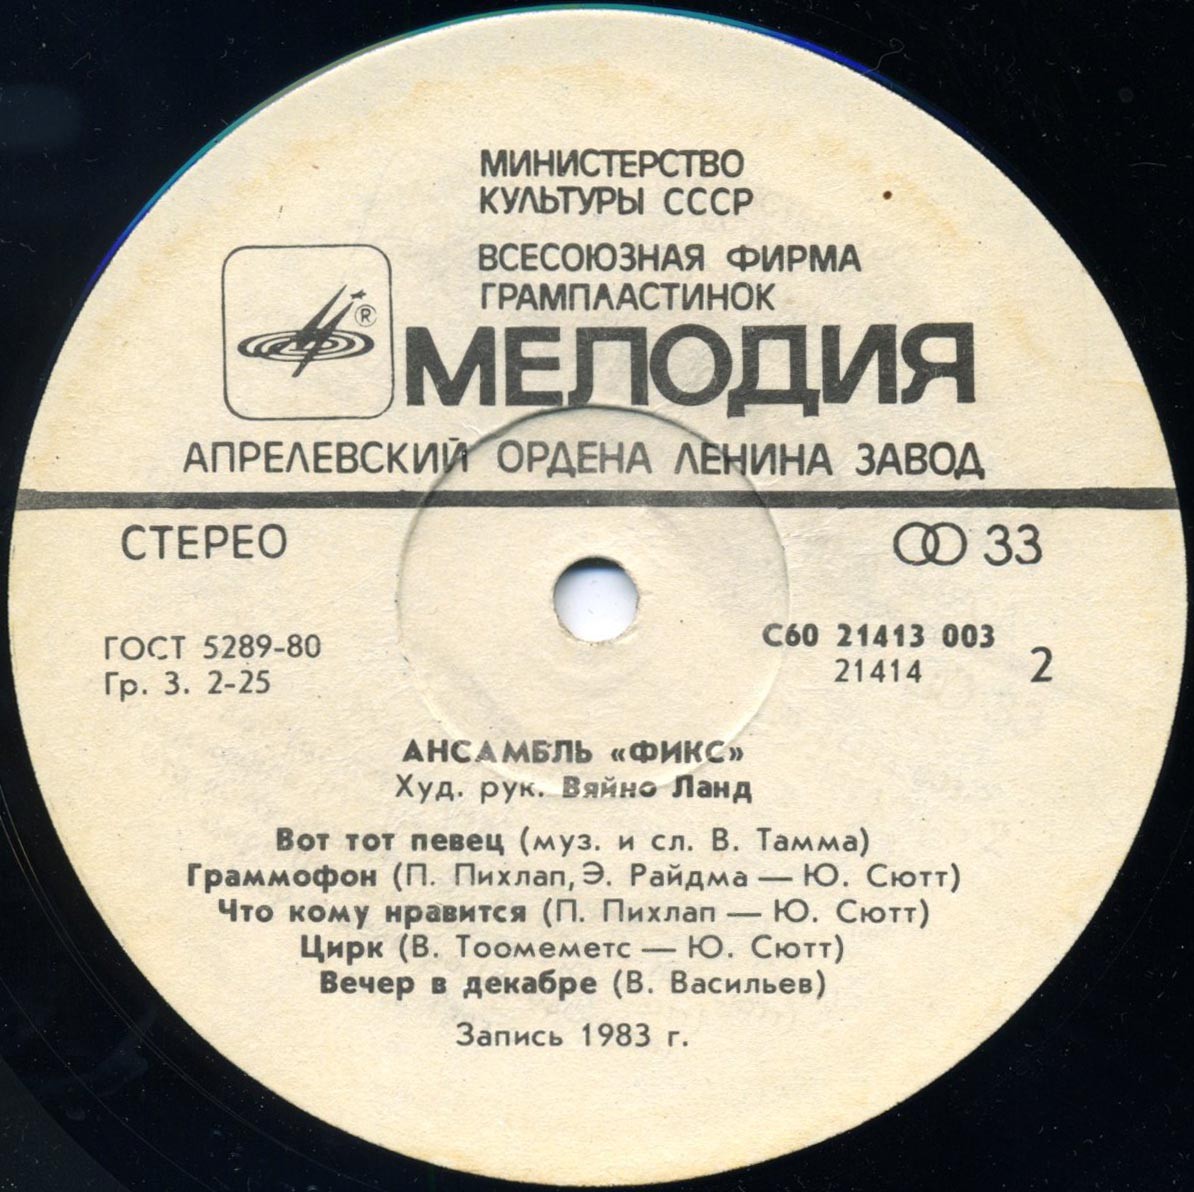 МИНИСТЕРСТВО
КУЛЬТУРЫ СССР
ВСЕСОЮЗНАЯ ФИРМА
ГРАМПЛАСТИНОК
®
МЕЛОДИЯ
АПРЕЛЕВСКИЙ ОРДЕНА ЛЕНИНА ЗАВОД
СТЕРЕО
33
ГОСТ 5289-80
Гр. 3. 2-25
С60 21413 003
21414
2
АНСАМБЛЬ «ФИКС»
Худ. рук. Вяйно Ланд
Вот тот певец (муз. и сл. В. Тамма)
Граммофон (П. Пихлап, Э. Райдма — Ю. Сютт)
Что кому нравится (П. Пихлап — Ю. Сютт)
Цирк (В. Тоомеметс — Ю. Сютт)
Вечер в декабре (В. Васильев)
Запись 1983 г.